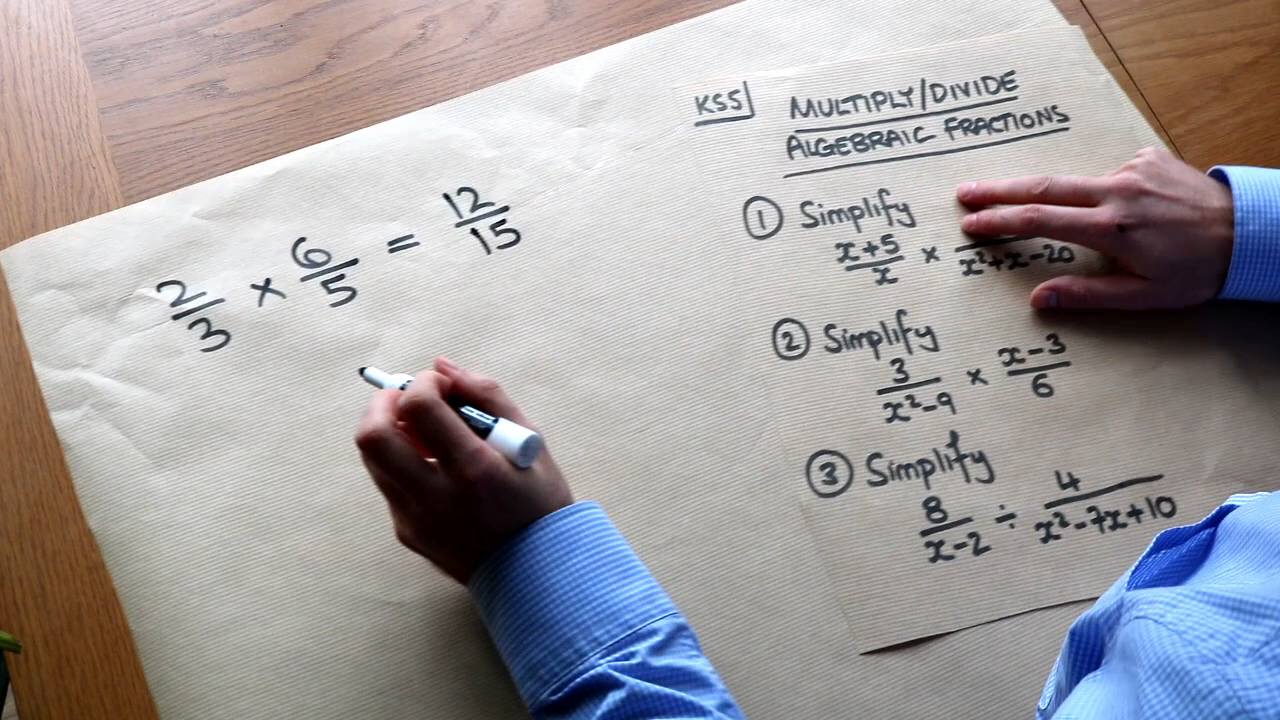 2/3 × 6/5 = 12/15
KS5
MULTIPLY/DIVIDE
ALGEBRAIC FRACTIONS
① Simplify
x+5/x × /x²+x-20
② Simplify
3/x²-9 × x-3/6
③ Simplify
8/x-2 ÷ 4/x²-7x+10